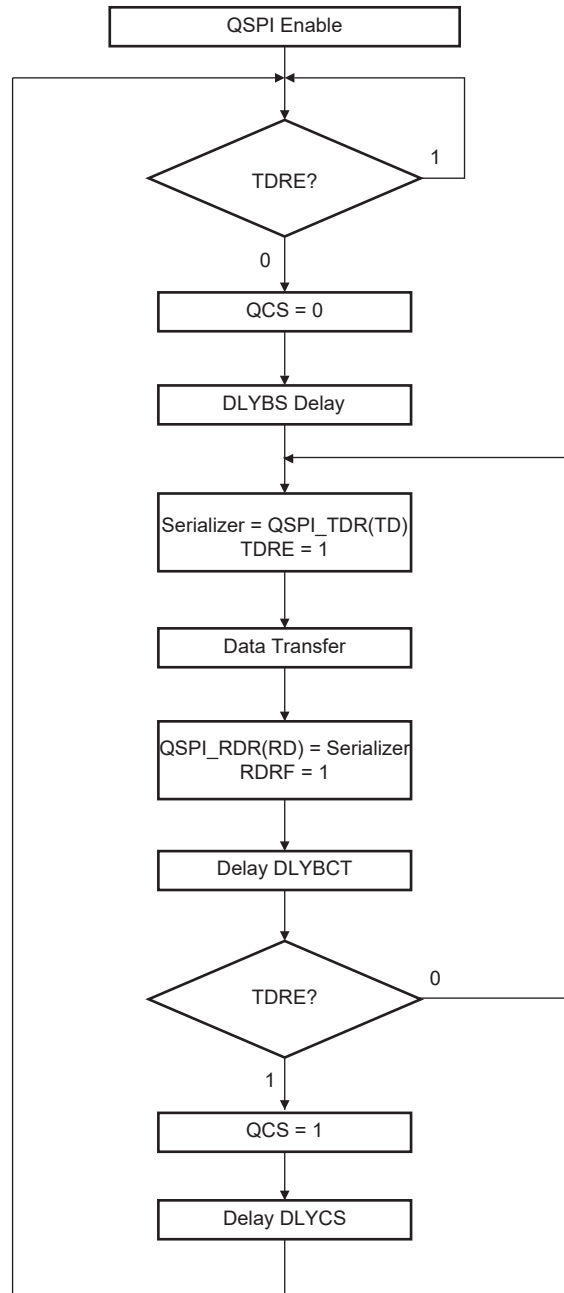 QSPI Enable
TDRE?
1
0
QCS = 0
DLYBS Delay
Serializer = QSPI_TDR(TD)
TDRE = 1
Data Transfer
QSPI_RDR(RD) = Serializer
RDRF = 1
Delay DLYBCT
TDRE?
0
1
QCS = 1
Delay DLYCS